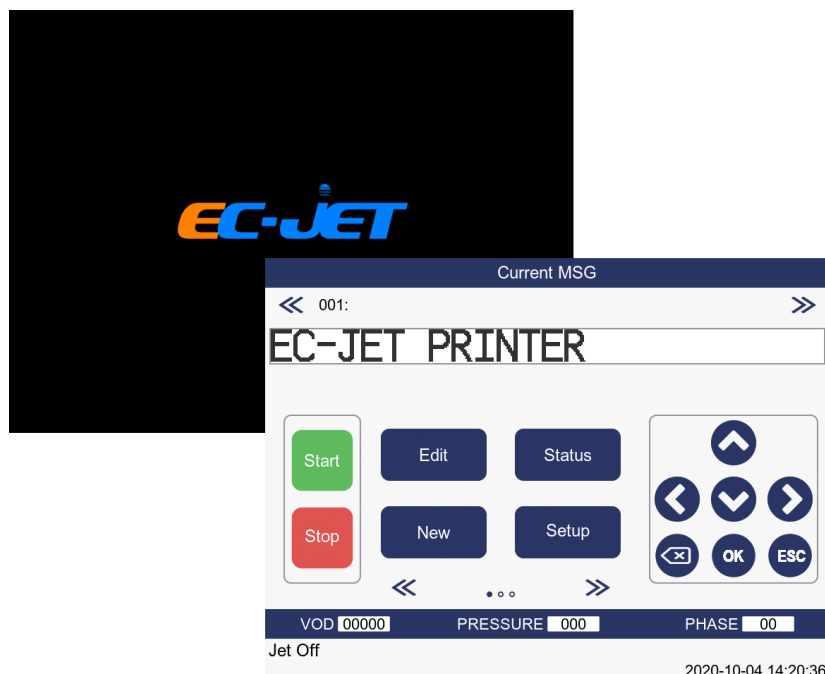 EC-JET
Current MSG
001:
EC-JET PRINTER
Start
Edit
Status
Stop
New
Setup
OK
ESC
VOD 00000 PRESSURE 000 PHASE 00
Jet Off
2020-10-04 14:20:36